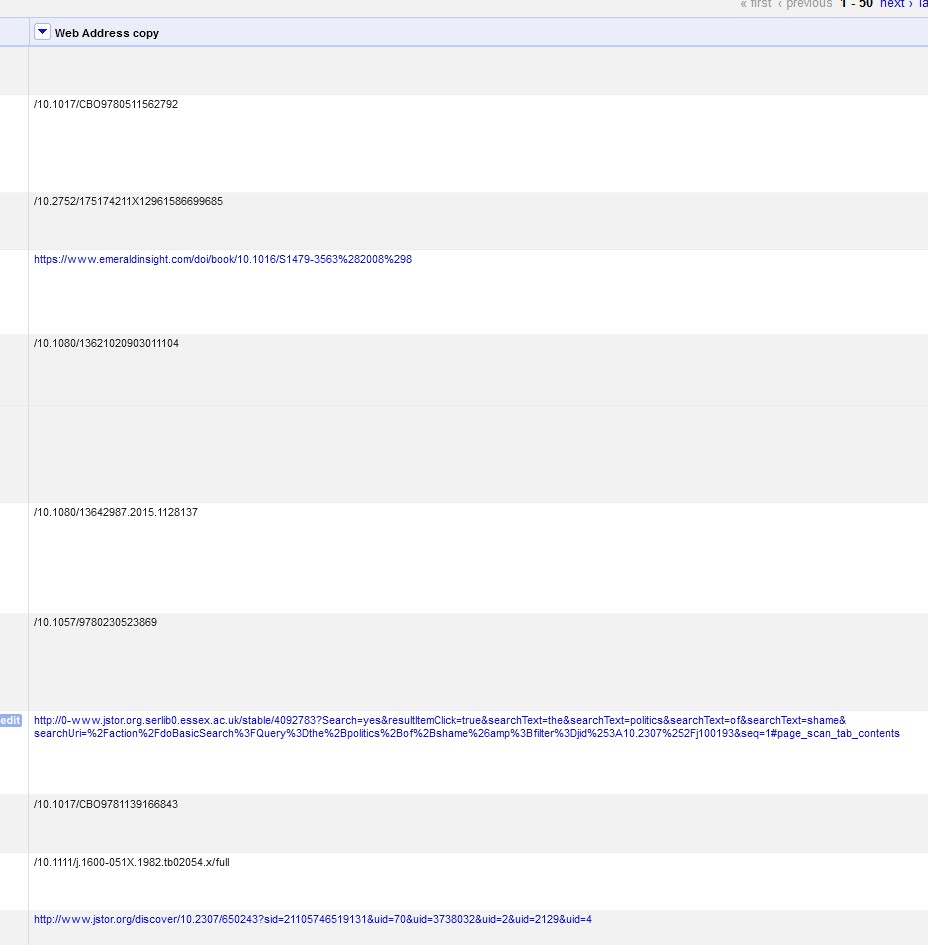 « first ‹ previous 1 - 50 next › la
Web Address copy
/10.1017/CBO9780511562792
/10.2752/175174211X12961586699685
https://www.emeraldinsight.com/doi/book/10.1016/S1479-3563%282008%298
/10.1080/13621020903011104
/10.1080/13642987.2015.1128137
/10.1057/9780230523869
edit
http://0-www.jstor.org.serlib0.essex.ac.uk/stable/4092783?Search=yes&resultItemClick=true&searchText=the&searchText=politics&searchText=of&searchText=shame&
searchUri=%2Faction%2FdoBasicSearch%3FQuery%3Dthe%2Bpolitics%2Bof%2Bshame%26amp%3Bfilter%3Djid%253A10.2307%252Fj100193&seq=1#page_scan_tab_contents
/10.1017/CBO9781139166843
/10.1111/j.1600-051X.1982.tb02054.x/full
http://www.jstor.org/discover/10.2307/650243?sid=21105746519131&uid=70&uid=3738032&uid=2&uid=2129&uid=4